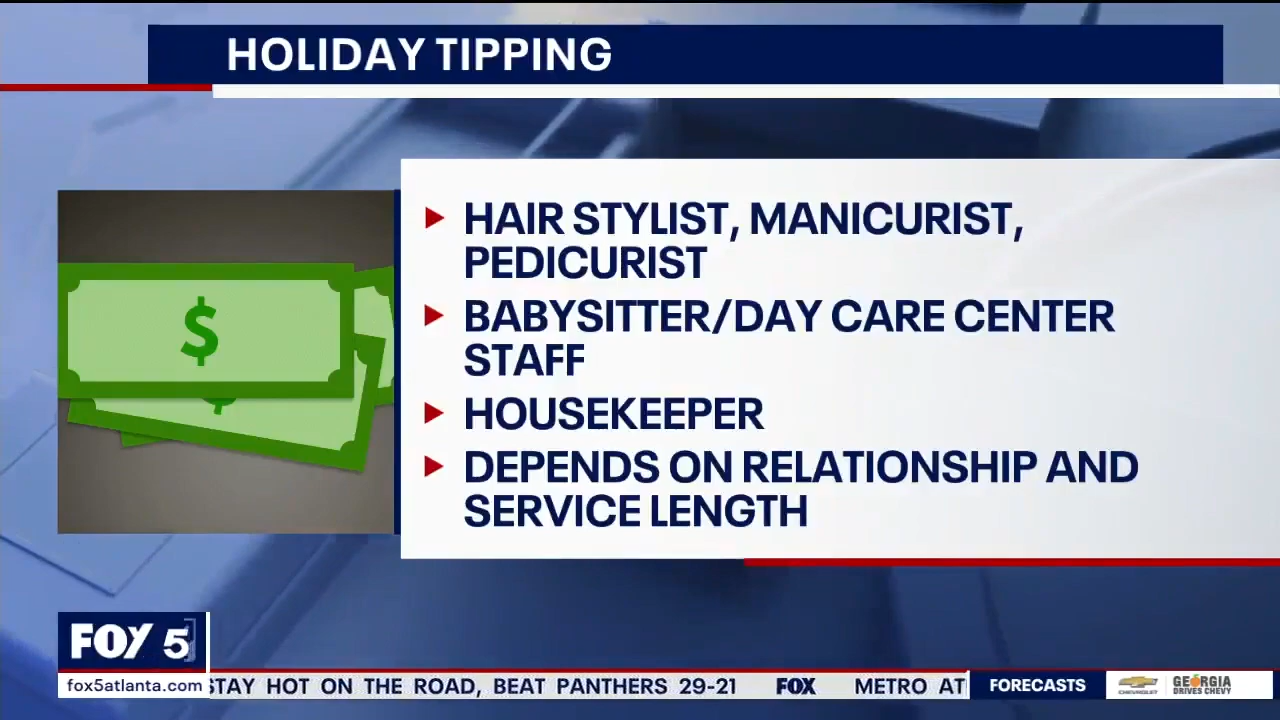 HOLIDAY TIPPING
HAIR STYLIST, MANICURIST,
PEDICURIST
BABYSITTER/DAY CARE CENTER
STAFF
HOUSEKEEPER
DEPENDS ON RELATIONSHIP AND
SERVICE LENGTH
$
FOX 5
fox5atlanta.com
STAY HOT ON THE ROAD, BEAT PANTHERS 29-21 FOX METRO AT
FORECASTS
CHEVROLET
GEORGIA
DRIVES CHEVY